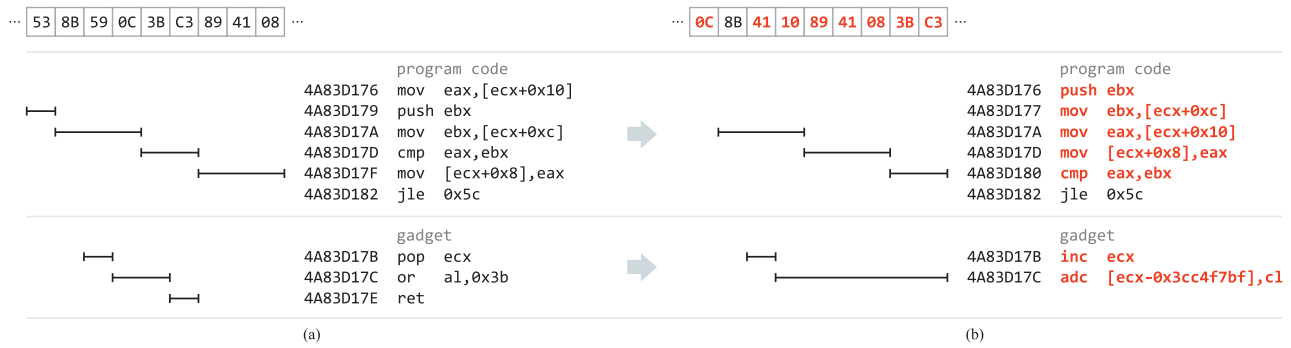 ... 53 8B 59 0C 3B C3 89 41 08 ...
program code
4A83D176 mov eax,[ecx+0x10]
4A83D179 push ebx
4A83D17A mov ebx,[ecx+0xc]
4A83D17D cmp eax,ebx
4A83D17F mov [ecx+0x8],eax
4A83D182 jle 0x5c
gadget
4A83D17B pop ecx
4A83D17C or al,0x3b
4A83D17E ret
(a)
... 0C 8B 41 10 89 41 08 3B C3 ...
program code
4A83D176 push ebx
4A83D177 mov ebx,[ecx+0xc]
4A83D17A mov eax,[ecx+0x10]
4A83D17D mov [ecx+0x8],eax
4A83D180 cmp eax,ebx
4A83D182 jle 0x5c
gadget
4A83D17B inc ecx
4A83D17C adc [ecx-0x3cc4f7bf],cl
(b)